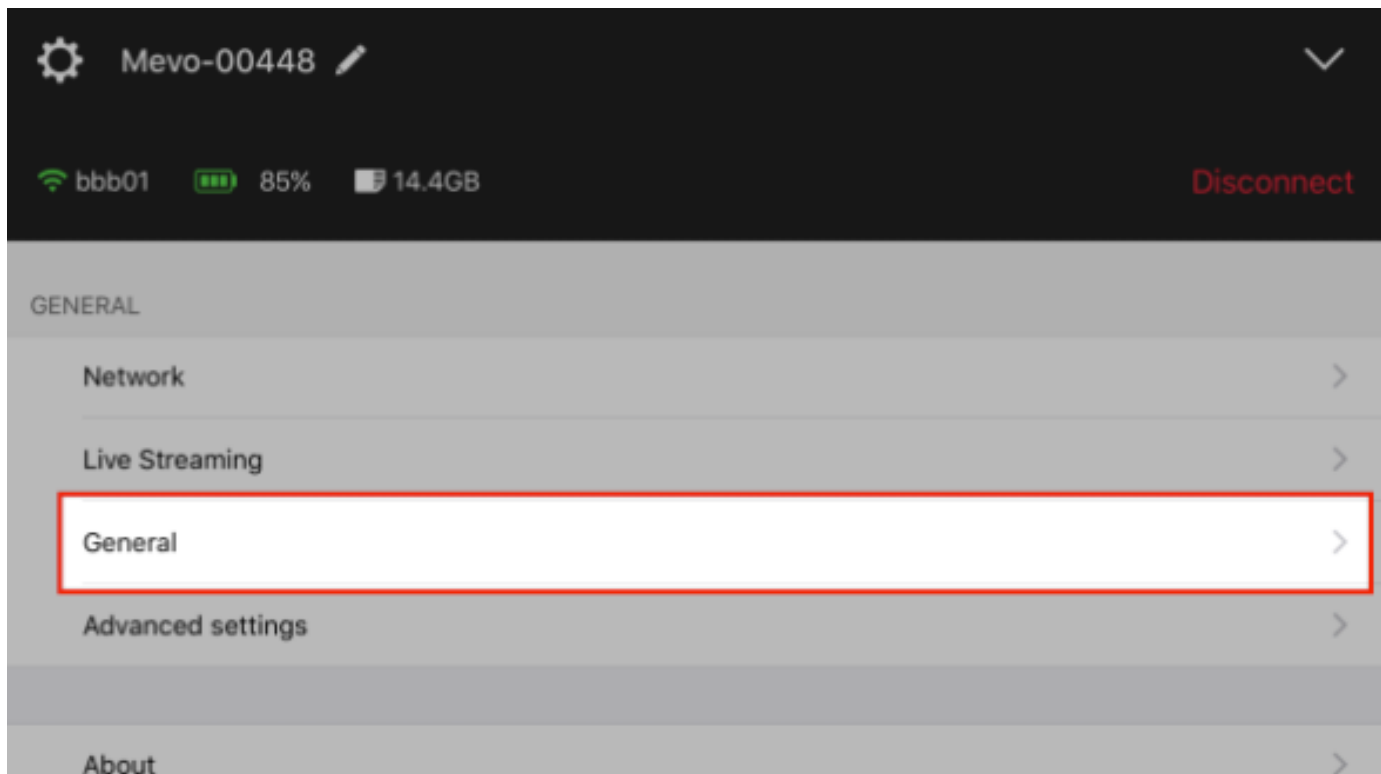 Mevo-00448
bbb01 85% 14.4GB Disconnect
GENERAL
Network
Live Streaming
General
Advanced settings
About